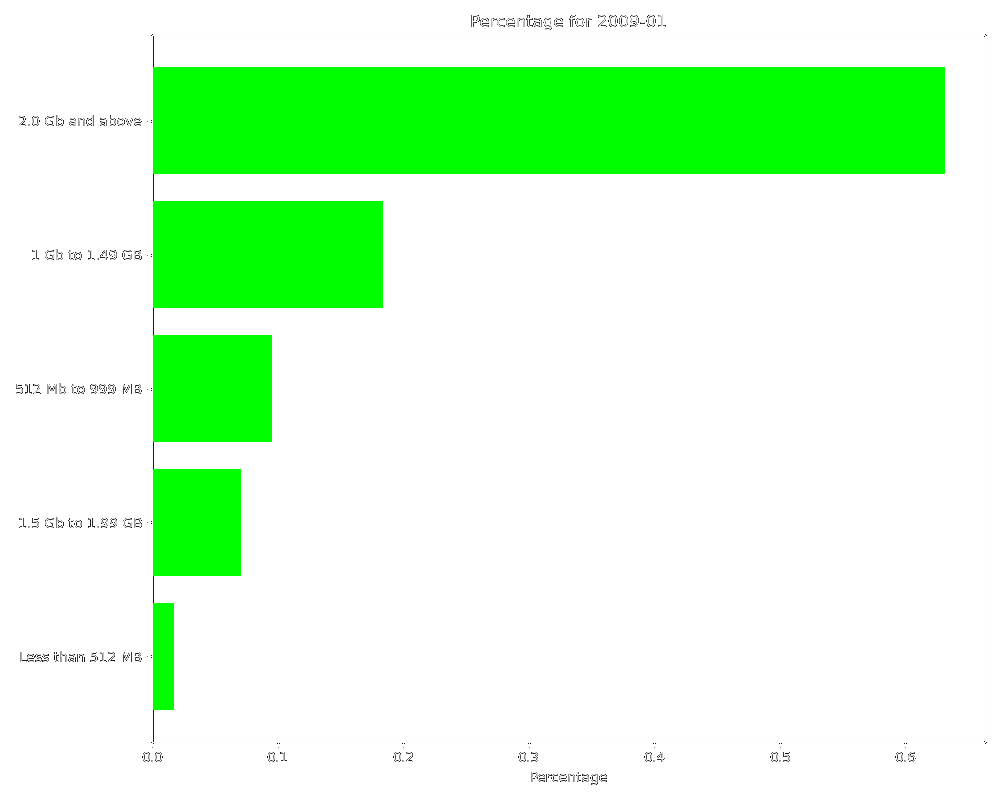 Percentage for 2009-01
2.0 Gb and above
1 Gb to 1.49 GB
512 Mb to 999 MB
1.5 Gb to 1.99 GB
Less than 512 MB
0.0 0.1 0.2 0.3 0.4 0.5 0.6
Percentage